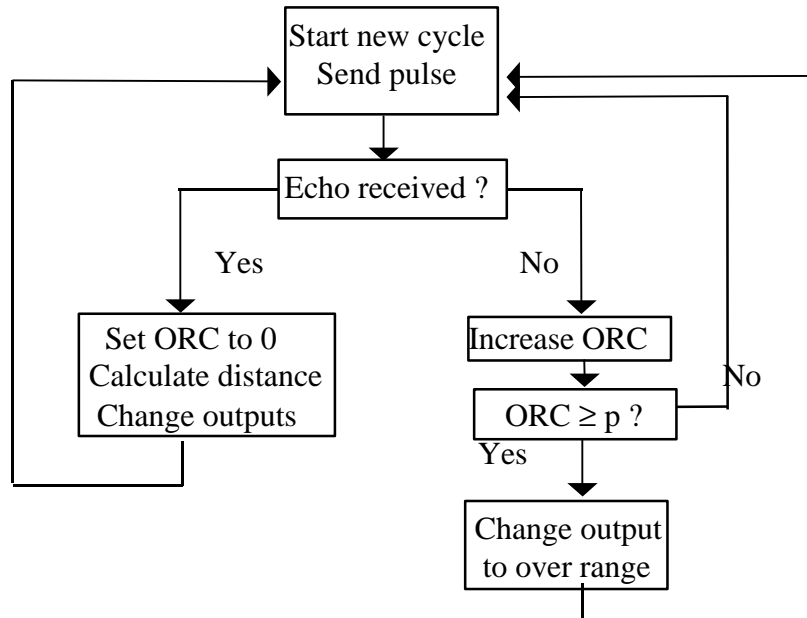 Start new cycle
Send pulse
Echo received ?
Yes
No
Set ORC to 0
Calculate distance
Change outputs
Increase ORC
No
ORC ≥ p ?
Yes
Change output
to over range